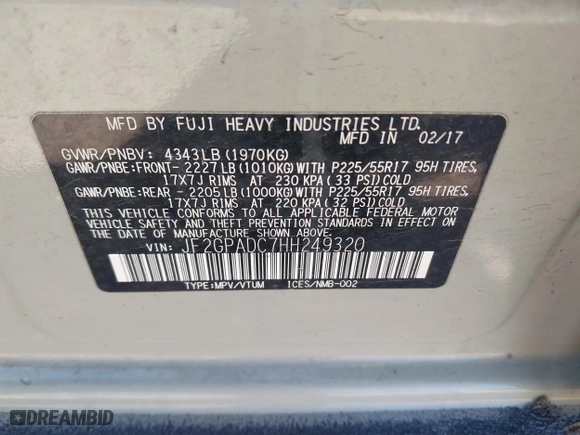 MFD BY FUJI HEAVY INDUSTRIES LTD.
MFD IN 02/17
GVWR/PNBV: 4343LB(1970KG)
GAWR/PNBE:FRONT-2227LB(1010KG)WITH P225/55R17 95H TIRES,
17X7J RIMS AT 230 KPA(33 PSI)COLD
GAWR/PNBE:REAR -2205LB(1000KG)WITH P225/55R17 95H TIRES,
17X7J RIMS AT 220 KPA(32 PSI)COLD
THIS VEHICLE CONFORMS TO ALL APPLICABLE FEDERAL MOTOR
VEHICLE SAFETY AND THEFT PREVENTION STANDARDS IN EFFECT
ON THE DATE OF MANUFACTURE SHOWN ABOVE.
VIN: JF2GPADC7HH249320
TYPE:MPV/VTUM ICES/NMB-002
DREAMBID